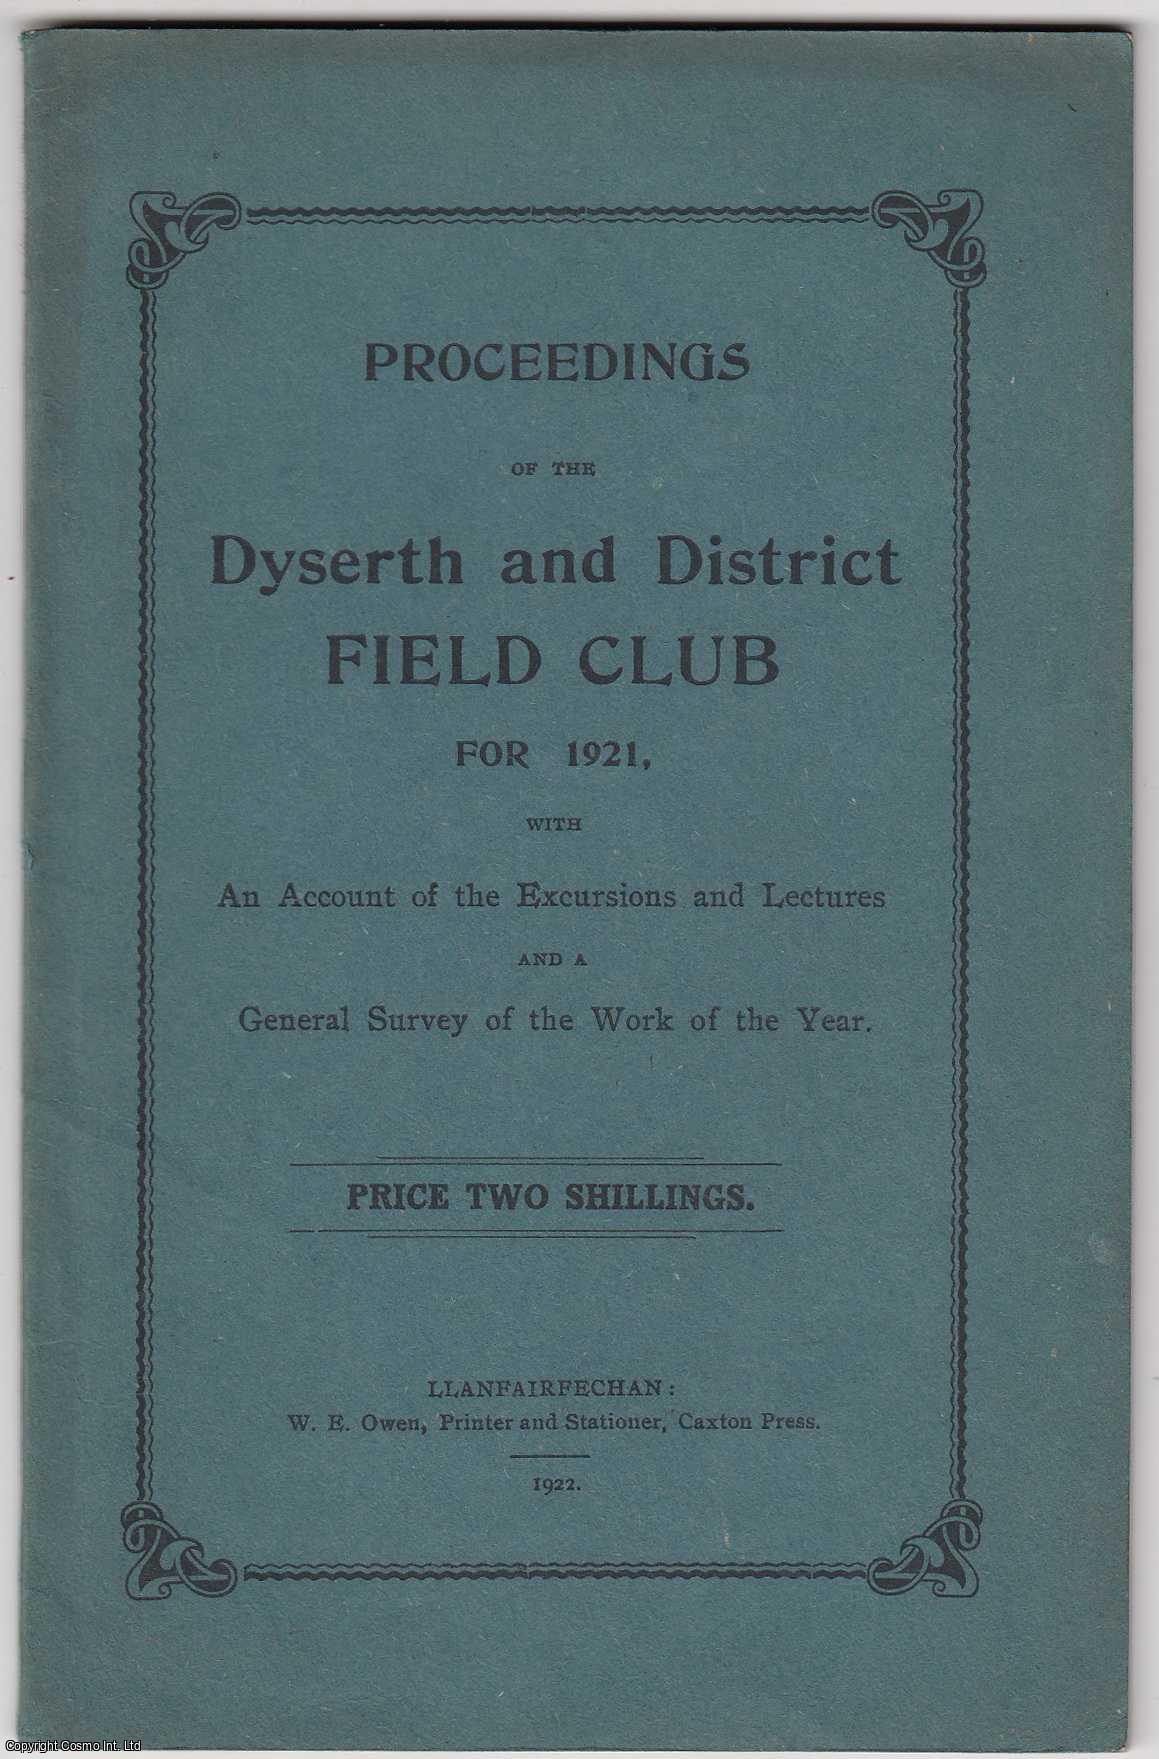 PROCEEDINGS
OF THE
Dyserth and District
FIELD CLUB
FOR 1921,
WITH
An Account of the Excursions and Lectures
AND A
General Survey of the Work of the Year.
PRICE TWO SHILLINGS.
LLANFAIRFECHAN:
W. E. Owen, Printer and Stationer, Caxton Press.
1922.
Copyright Cosmo Int. Ltd